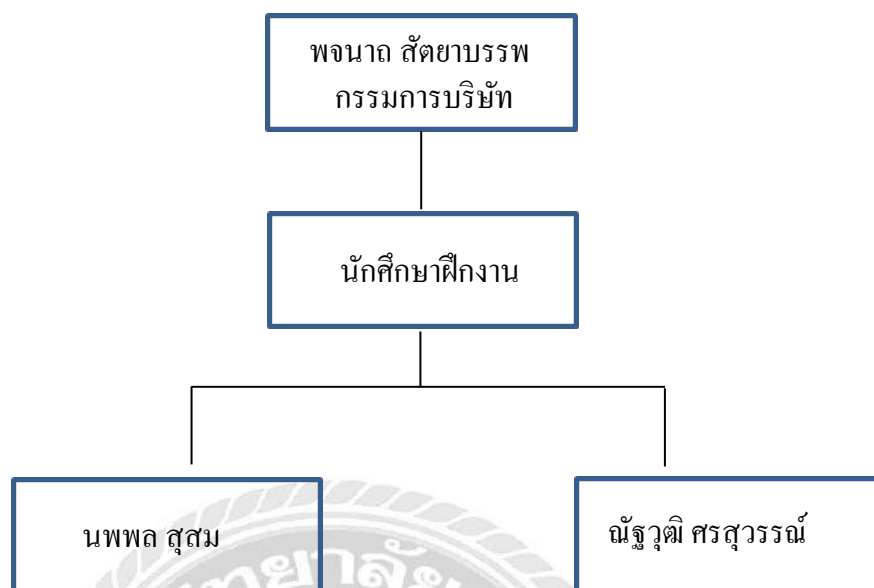 พจนาถ สัตยาบรรพ
กรรมการบริษัท
นักศึกษาฝึกงาน
นพพล สุสม
ณัฐวุฒิ ศรสุวรรณ์